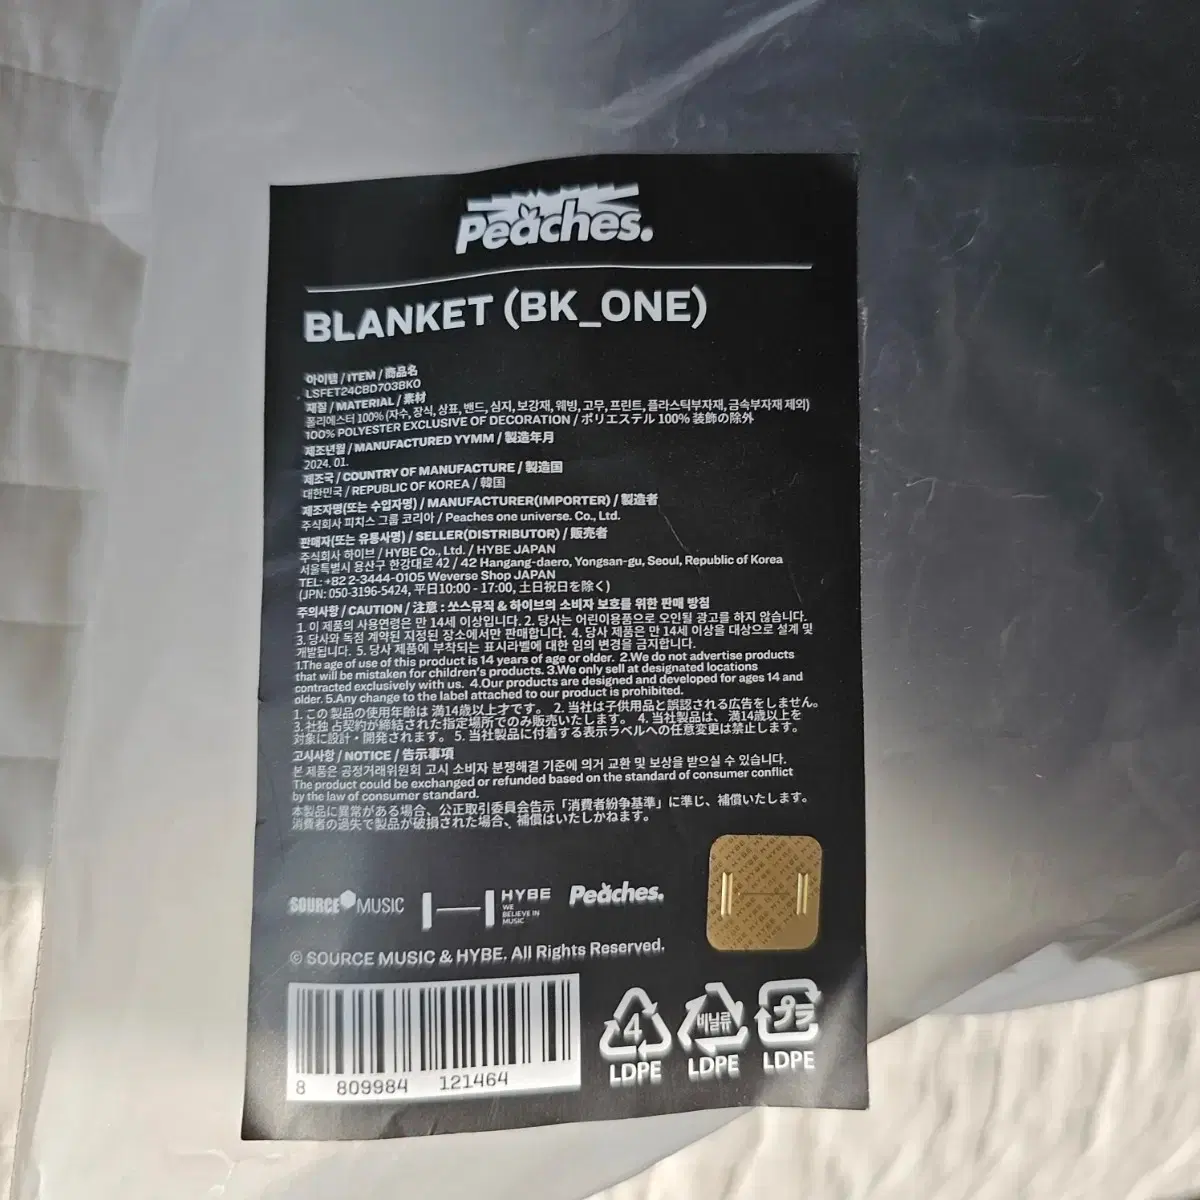 Peaches.
BLANKET (BK_ONE)
아이템 / ITEM / 商品名
LSFET24CBD703BK0
재질 / MATERIAL / 素材
폴리에스터 100% (자수, 장식, 상표, 밴드, 심지, 보강재, 웨빙, 고무, 프린트, 플라스틱부자재, 금속부자재 제외)
100% POLYESTER EXCLUSIVE OF DECORATION / ポリエステル 100% 装飾の除外
제조년월 / MANUFACTURED YYMM / 製造年月
2024. 01.
제조국 / COUNTRY OF MANUFACTURE / 製造国
대한민국 / REPUBLIC OF KOREA / 韓国
제조자명(또는 수입자명) / MANUFACTURER(IMPORTER) / 製造者
주식회사 피치스 그룹 코리아 / Peaches one universe. Co., Ltd.
판매자(또는 유통사명) / SELLER(DISTRIBUTOR) / 販売者
주식회사 하이브 / HYBE Co., Ltd. / HYBE JAPAN
서울특별시 용산구 한강대로 42 / 42 Hangang-daero, Yongsan-gu, Seoul, Republic of Korea
TEL: +82 2-3444-0105 Weverse Shop JAPAN
(JPN: 050-3196-5424, 平日10:00 - 17:00, 土日祝日を除く)
주의사항 / CAUTION / 注意 : 쏘스뮤직 & 하이브의 소비자 보호를 위한 판매 방침
1. 이 제품의 사용연령은 만 14세 이상입니다. 2. 당사는 어린이용품으로 오인될 광고를 하지 않습니다.
3. 당사와 독점 계약된 지정된 장소에서만 판매합니다. 4. 당사 제품은 만 14세 이상을 대상으로 설계 및
개발됩니다. 5. 당사 제품에 부착되는 표시라벨에 대한 임의 변경을 금지합니다.
1.The age of use of this product is 14 years of age or older. 2.We do not advertise products
that will be mistaken for children's products. 3.We only sell at designated locations
contracted exclusively with us. 4.Our products are designed and developed for ages 14 and
older. 5.Any change to the label attached to our product is prohibited.
1. この 製品の使用年齢は 満14歳以上才です。 2. 当社は子供用品と誤認される広告をしません。
3. 社独 占契約が締結された指定場所でのみ販売いたします。 4. 当社製品は、満14歳以上を
対象に設計・開発されます。 5. 当社製品に付着する表示ラベルへの任意変更は禁止します。
고시사항 / NOTICE / 告示事項
본 제품은 공정거래위원회 고시 소비자 분쟁해결 기준에 의거 교환 및 보상을 받으실 수 있습니다.
The product could be exchanged or refunded based on the standard of consumer conflict
by the law of consumer standard.
本製品に異常がある場合、公正取引委員会告示「消費者紛争基準」に準じ、補償いたします。
消費者の過失で製品が破損された場合、補償はいたしかねます。
SOURCE MUSIC
HYBE
WE
BELIEVE IN
MUSIC
Peaches.
© SOURCE MUSIC & HYBE. All Rights Reserved.
8 809984 121464
4
LDPE
비닐류
LDPE
プラ
LDPE